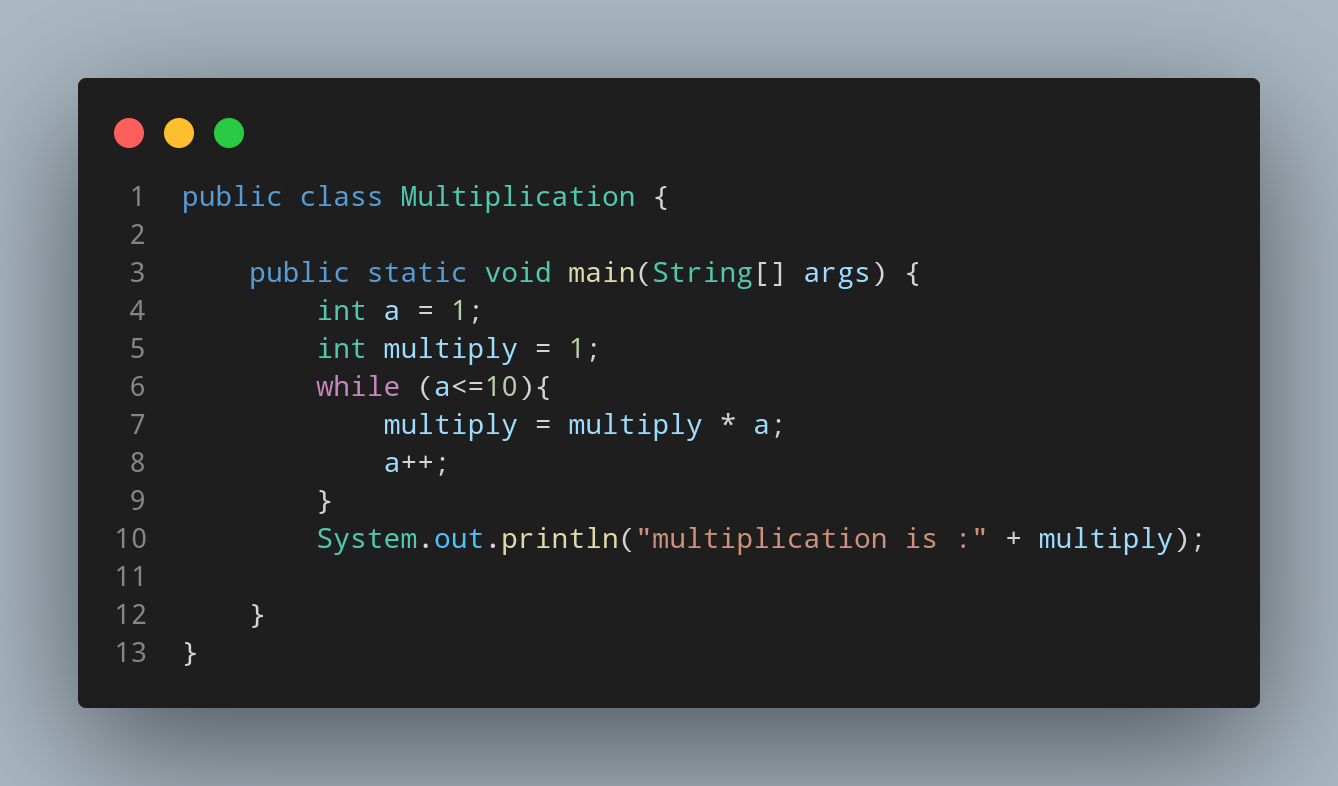 1 public class Multiplication {
2
3     public static void main(String[] args) {
4         int a = 1;
5         int multiply = 1;
6         while (a<=10){
7             multiply = multiply * a;
8             a++;
9         }
10         System.out.println("multiplication is :" + multiply);
11
12     }
13 }